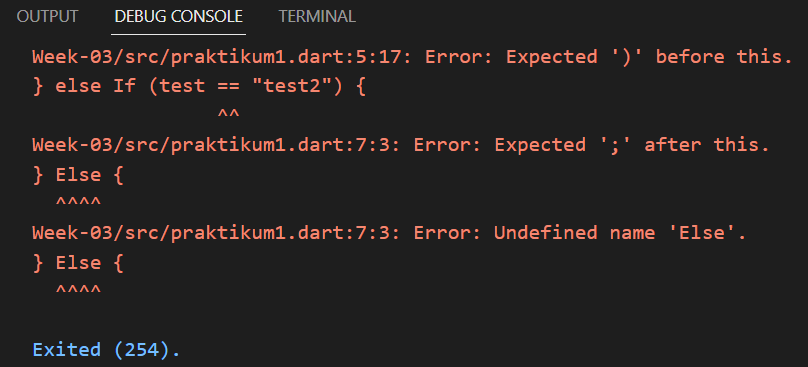 OUTPUT DEBUG CONSOLE TERMINAL
Week-03/src/praktikum1.dart:5:17: Error: Expected ')' before this.
} else If (test == "test2") {
^^
Week-03/src/praktikum1.dart:7:3: Error: Expected ';' after this.
} Else {
^^^^
Week-03/src/praktikum1.dart:7:3: Error: Undefined name 'Else'.
} Else {
^^^^
Exited (254).